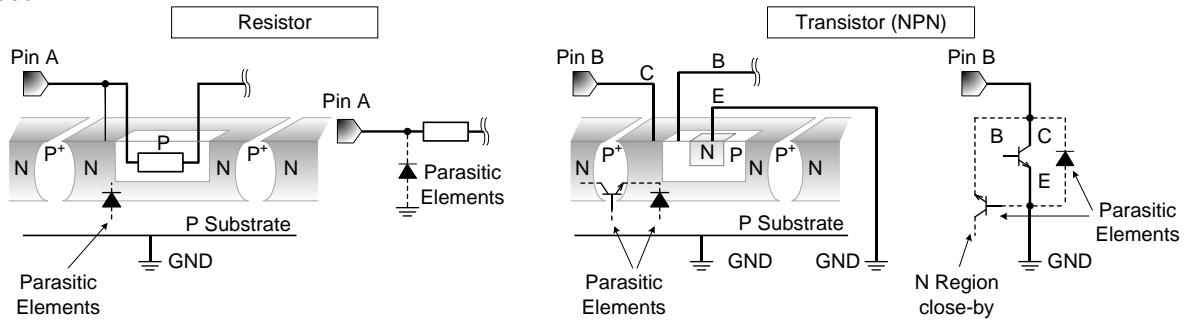 Resistor
Transistor (NPN)
Pin A
Pin A
N
P+
N
P
N
P+
N
Parasitic
Elements
P Substrate
GND
Parasitic
Elements
Pin B
C
B
E
N
P+
N
N
P
N
P+
N
P Substrate
GND
GND
Parasitic
Elements
Pin B
B
C
E
Parasitic
Elements
GND
N Region
close-by